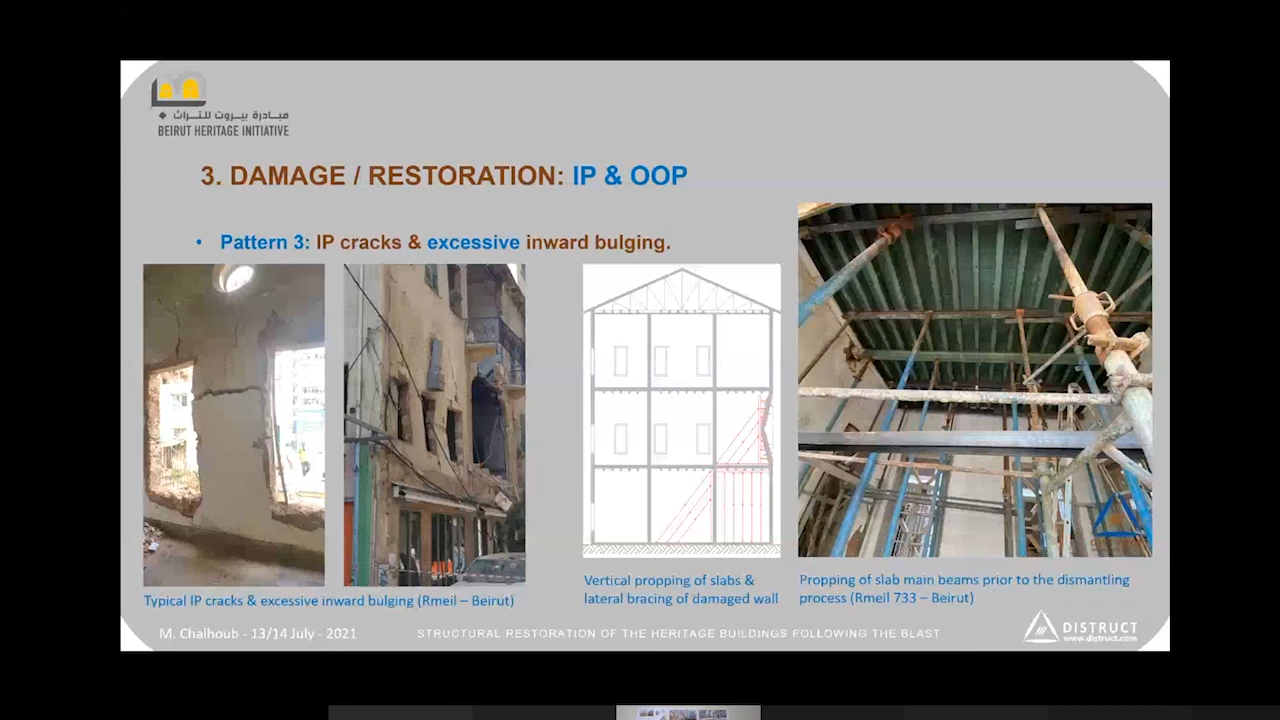 مبادرة بيروت للتراث
BEIRUT HERITAGE INITIATIVE
3. DAMAGE / RESTORATION: IP & OOP
• Pattern 3: IP cracks & excessive inward bulging.
Typical IP cracks & excessive inward bulging (Rmeil – Beirut)
Vertical propping of slabs &
lateral bracing of damaged wall
Propping of slab main beams prior to the dismantling
process (Rmeil 733 – Beirut)
M. Chalhoub - 13/14 July - 2021
STRUCTURAL RESTORATION OF THE HERITAGE BUILDINGS FOLLOWING THE BLAST
DISTRUCT
www.distruct.com